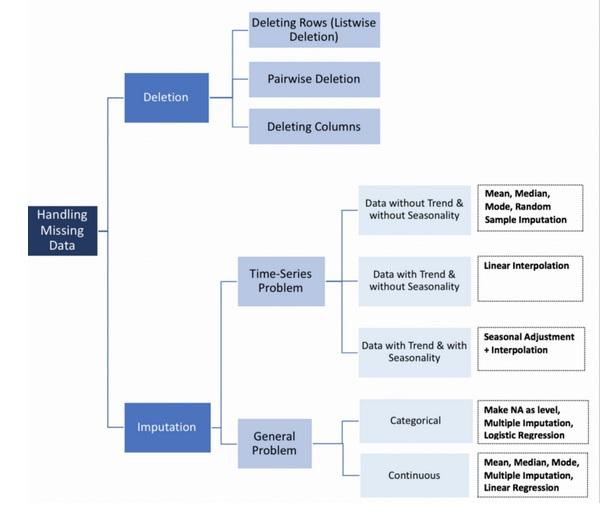 Deleting Rows (Listwise
Deletion)
Deletion
Pairwise Deletion
Deleting Columns
Handling
Missing
Data
Data without Trend &
without Seasonality
Mean, Median,
Mode, Random
Sample Imputation
Time-Series
Problem
Data with Trend &
without Seasonality
Linear Interpolation
Data with Trend & with
Seasonality
Seasonal Adjustment
+ Interpolation
Imputation
General
Problem
Categorical
Make NA as level,
Multiple Imputation,
Logistic Regression
Continuous
Mean, Median, Mode,
Multiple Imputation,
Linear Regression